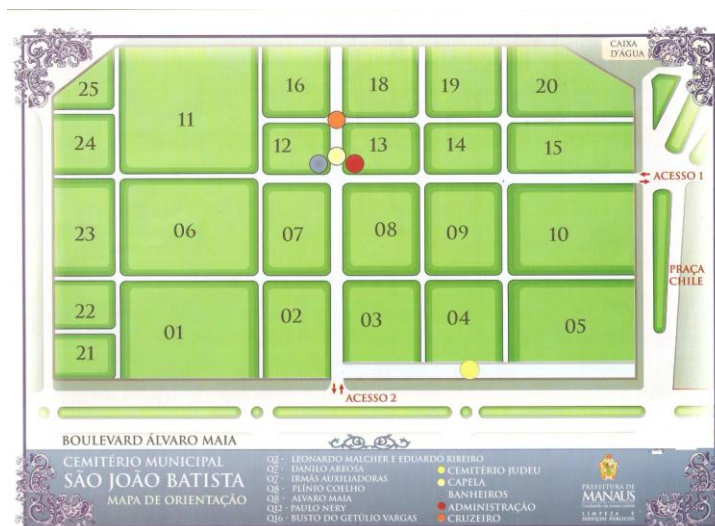 CAIXA
D'ÁGUA
25
16
18
19
20
11
24
12
13
14
15
ACESSO 1
23
06
07
08
09
10
PRAÇA
CHILE
22
01
02
03
04
05
21
ACESSO 2
BOULEVARD ÁLVARO MAIA
CEMITÉRIO MUNICIPAL
SÃO JOÃO BATISTA
MAPA DE ORIENTAÇÃO
Q2 - LEONARDO MALCHER E EDUARDO RIBEIRO
Q7 - DANILO AREOSA
Q7 - IRMÃS AUXILIADORAS
Q8 - PLÍNIO COELHO
Q8 - ALVARO MAIA
Q12 - PAULO NERY
Q16 - BUSTO DO GETÚLIO VARGAS
CEMITÉRIO JUDEU
CAPELA
BANHEIROS
ADMINISTRAÇÃO
CRUZEIRO
PREFEITURA DE
MANAUS
LIMPEZA E
SERVIÇOS PÚBLICOS